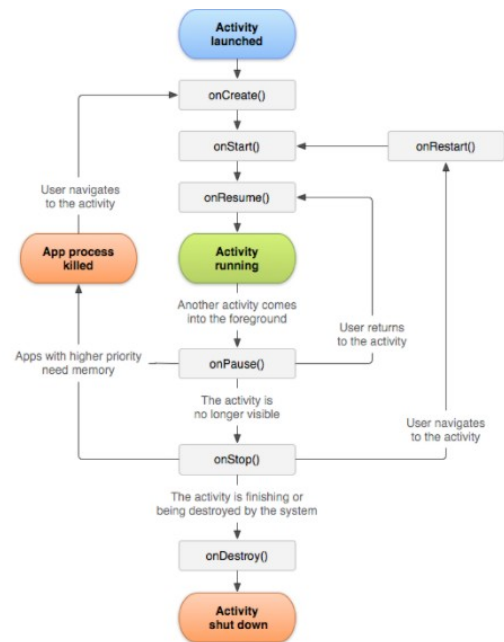 Activity
launched
onCreate()
onStart()
onRestart()
User navigates
to the activity
onResume()
App process
killed
Activity
running
Another activity comes
into the foreground
User returns
to the activity
Apps with higher priority
need memory
onPause()
The activity is
no longer visible
User navigates
to the activity
onStop()
The activity is finishing or
being destroyed by the system
onDestroy()
Activity
shut down